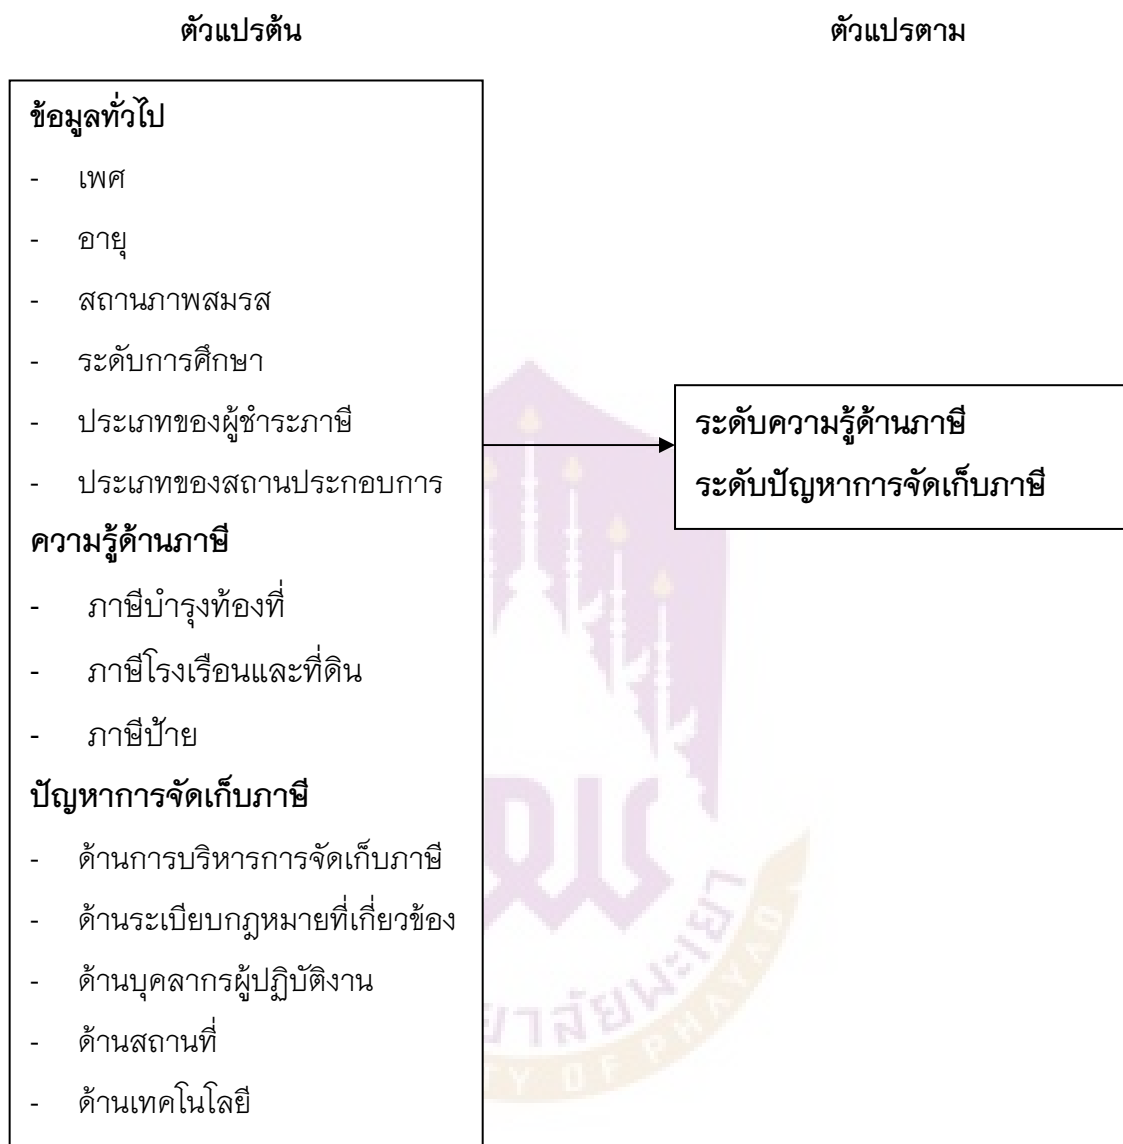 ตัวแปรต้น
ตัวแปรตาม
ข้อมูลทั่วไป
- เพศ
- อายุ
- สถานภาพสมรส
- ระดับการศึกษา
- ประเภทของผู้ชำระภาษี
- ประเภทของสถานประกอบการ
ความรู้ด้านภาษี
- ภาษีบำรุงท้องที่
- ภาษีโรงเรือนและที่ดิน
- ภาษีป้าย
ปัญหาการจัดเก็บภาษี
- ด้านการบริหารการจัดเก็บภาษี
- ด้านระเบียบกฎหมายที่เกี่ยวข้อง
- ด้านบุคลากรผู้ปฏิบัติงาน
- ด้านสถานที่
- ด้านเทคโนโลยี
ระดับความรู้ด้านภาษี
ระดับปัญหาการจัดเก็บภาษี
ยาลัยพะเยา
TY OF PHAYAO